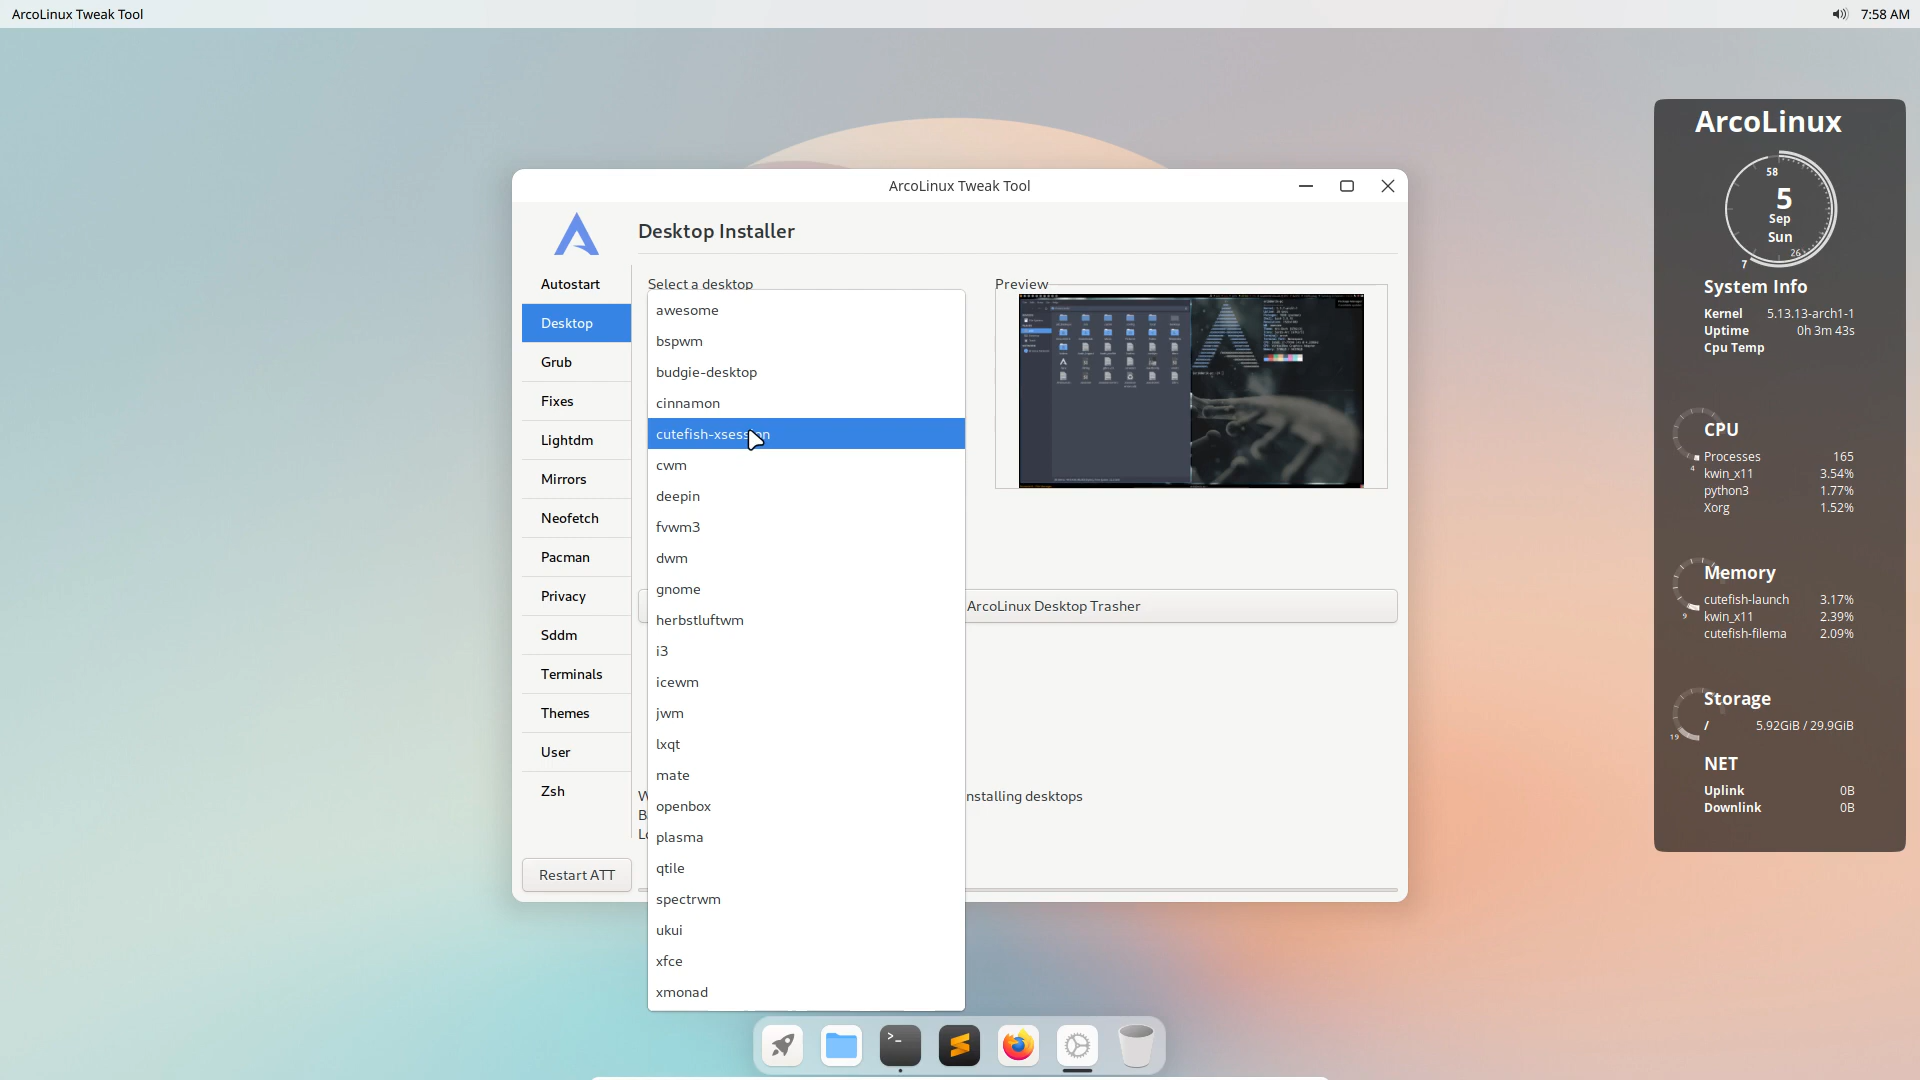 ArcoLinux Tweak Tool
7:58 AM
ArcoLinux Tweak Tool
Desktop Installer
Autostart
Desktop
Grub
Fixes
Lightdm
Mirrors
Neofetch
Pacman
Privacy
Sddm
Terminals
Themes
User
Zsh
Restart ATT
Select a desktop
awesome
bspwm
budgie-desktop
cinnamon
cutefish-xsession
cwm
deepin
fvwm3
dwm
gnome
herbstluftwm
i3
icewm
jwm
lxqt
mate
openbox
plasma
qtile
spectrwm
ukui
xfce
xmonad
Preview
ArcoLinux Desktop Trasher
nstalling desktops
ArcoLinux
58
5
Sep
Sun
26
7
System Info
Kernel 5.13.13-arch1-1
Uptime 0h 3m 43s
Cpu Temp
CPU
4
Processes 165
kwin_x11 3.54%
python3 1.77%
Xorg 1.52%
Memory
cutefish-launch 3.17%
9
kwin_x11 2.39%
cutefish-filema 2.09%
Storage
/ 5.92GiB / 29.9GiB
19
NET
Uplink 0B
Downlink 0B